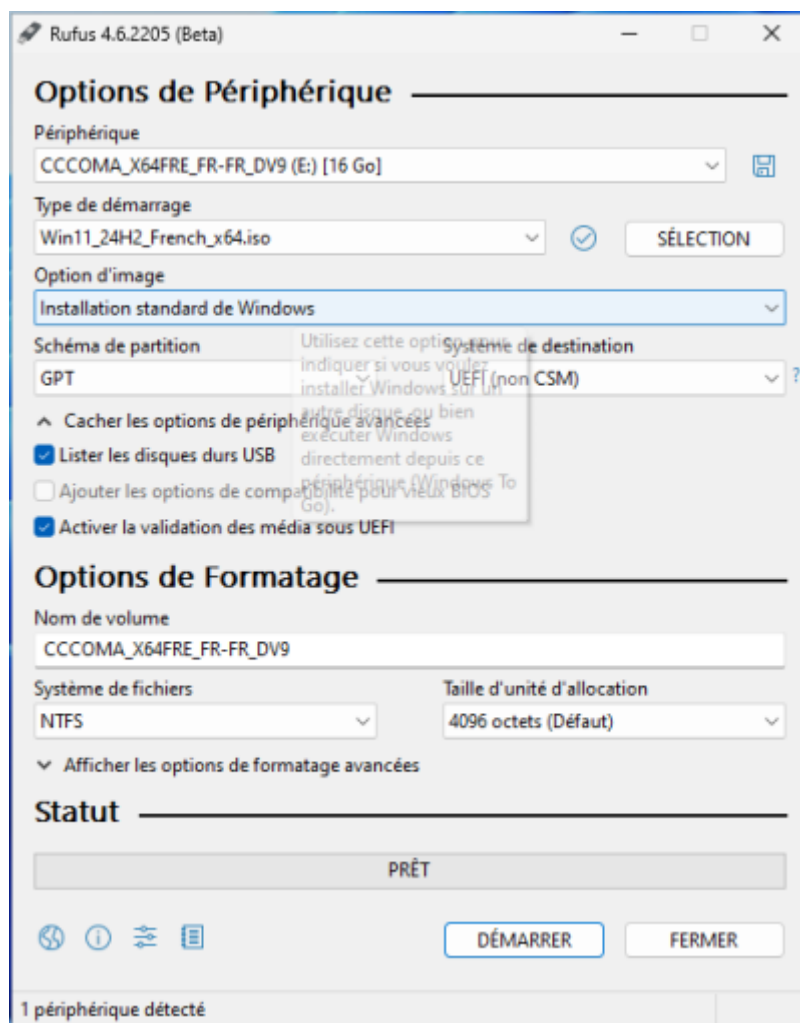 Rufus 4.6.2205 (Beta)
Options de Périphérique
Périphérique
CCCOMA_X64FRE_FR-FR_DV9 (E:) [16 Go]
Type de démarrage
Win11_24H2_French_x64.iso
SÉLECTION
Option d'image
Installation standard de Windows
Schéma de partition
Système de destination
GPT
UEFI (non CSM)
?
Utilisez cette option pour
indiquer si vous voulez
installer Windows sur un
autre disque, ou bien
exécuter Windows
directement depuis ce
périphérique (Windows To
Go).
Cacher les options de périphérique avancées
Lister les disques durs USB
Ajouter les options de compatibilité pour vieux BIOS
Activer la validation des média sous UEFI
Options de Formatage
Nom de volume
CCCOMA_X64FRE_FR-FR_DV9
Système de fichiers
Taille d'unité d'allocation
NTFS
4096 octets (Défaut)
Afficher les options de formatage avancées
Statut
PRÊT
DÉMARRER
FERMER
1 périphérique détecté